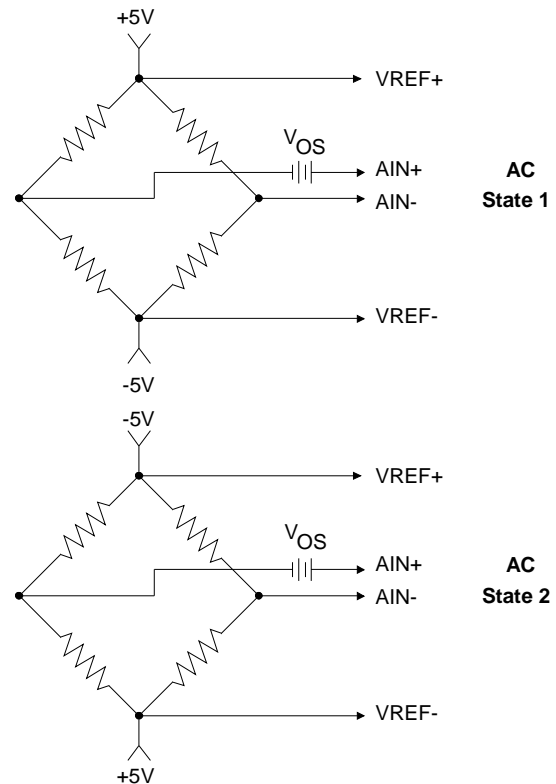 +5V
VREF+
VOS
AIN+
AC
AIN-
State 1
VREF-
-5V
-5V
VREF+
VOS
AIN+
AC
AIN-
State 2
VREF-
+5V